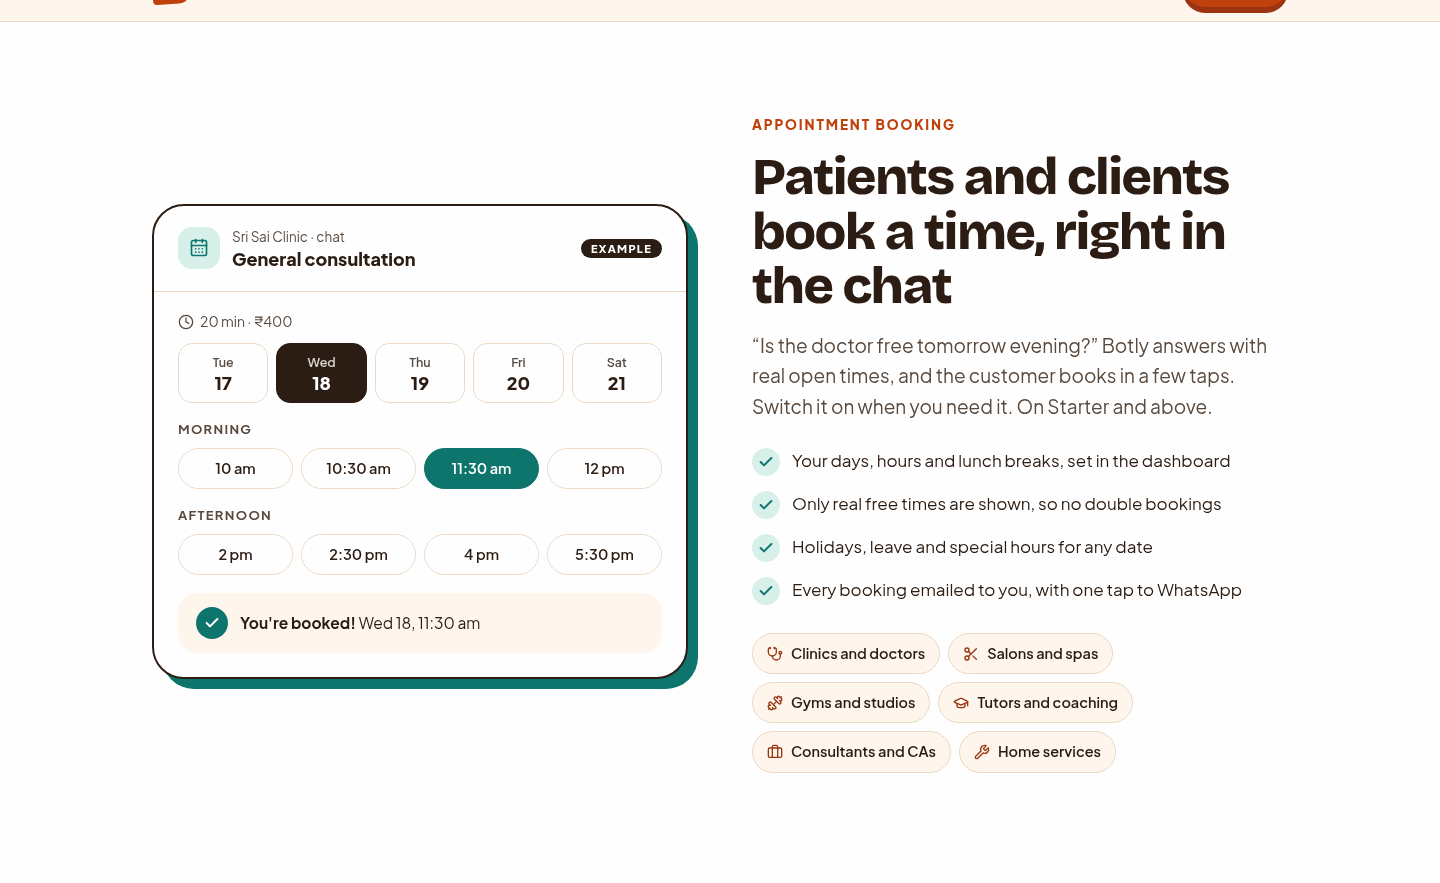 Sri Sai Clinic · chat
General consultation
EXAMPLE
20 min · ₹400
Tue Wed Thu Fri Sat
17 18 19 20 21
MORNING
10 am 10:30 am 11:30 am 12 pm
AFTERNOON
2 pm 2:30 pm 4 pm 5:30 pm
You're booked! Wed 18, 11:30 am
APPOINTMENT BOOKING
Patients and clients
book a time, right in
the chat
“Is the doctor free tomorrow evening?” Botly answers with
real open times, and the customer books in a few taps.
Switch it on when you need it. On Starter and above.
Your days, hours and lunch breaks, set in the dashboard
Only real free times are shown, so no double bookings
Holidays, leave and special hours for any date
Every booking emailed to you, with one tap to WhatsApp
Clinics and doctors Salons and spas
Gyms and studios Tutors and coaching
Consultants and CAs Home services